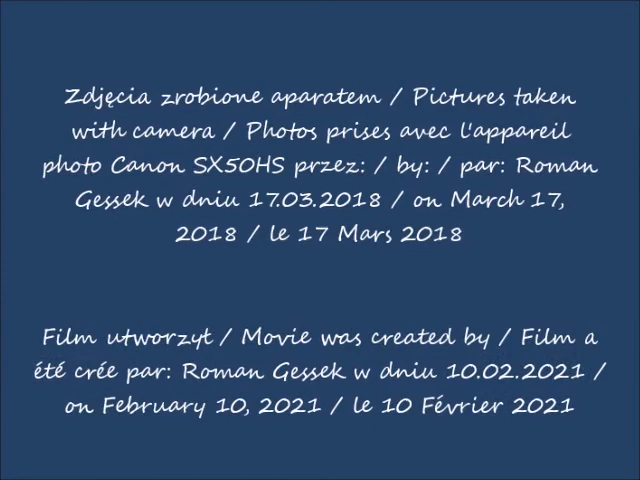 Zdjęcia zrobione aparatem / Pictures taken
with camera / Photos prises avec l'appareil
photo Canon SX50HS przez: / by: / par: Roman
Gessek w dniu 17.03.2018 / on March 17,
2018 / le 17 Mars 2018
Film utworzył / Movie was created by / Film a
été crée par: Roman Gessek w dniu 10.02.2021 /
on February 10, 2021 / le 10 Février 2021